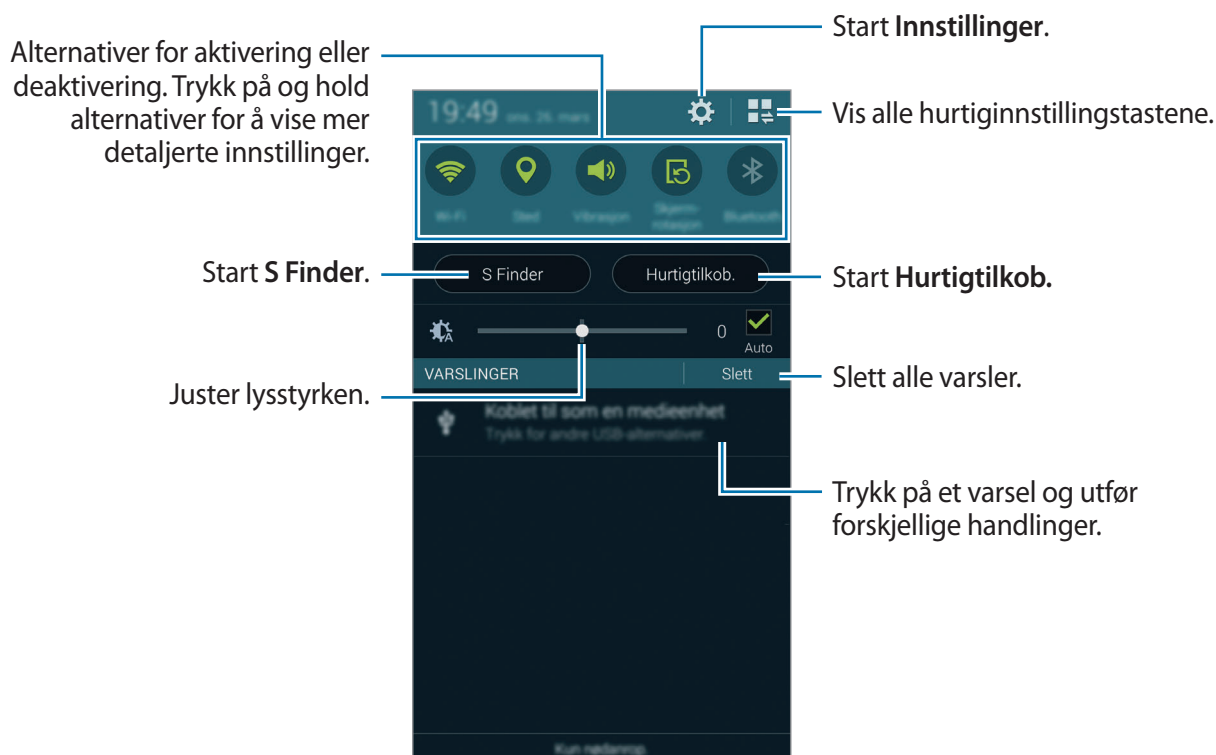 Start Innstillinger.
Alternativer for aktivering eller
deaktivering. Trykk på og hold
alternativer for å vise mer
detaljerte innstillinger.
19:49 ons. 26. mars
Vis alle hurtiginnstillingstastene.
Wi-Fi Sted Vibrasjon Skjerm-
rotasjon Bluetooth
Start S Finder.
S Finder
Hurtigtilkob.
Start Hurtigtilkob.
0
Auto
VARSLINGER
Slett
Slett alle varsler.
Juster lysstyrken.
Koblet til som en medieenhet
Trykk for andre USB-alternativer.
Trykk på et varsel og utfør
forskjellige handlinger.
Kun nødanrop.